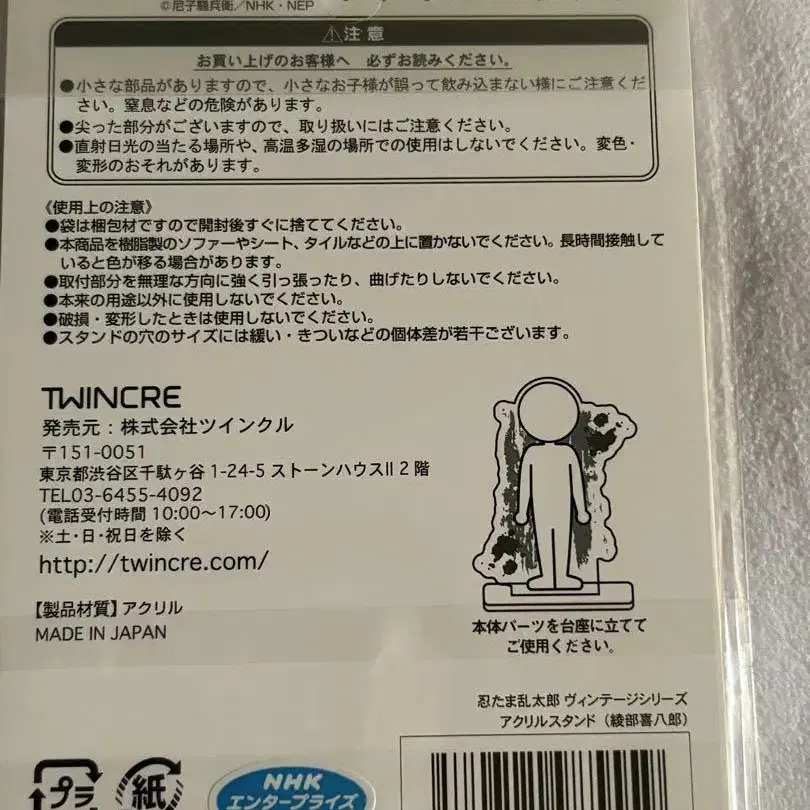 ©尼子騒兵衛／NHK・NEP
⚠注意
お買い上げのお客様へ　必ずお読みください。
●小さな部品がありますので、小さなお子様が誤って飲み込まない様にご注意ください。窒息などの危険があります。
●尖った部分がございますので、取り扱いにはご注意ください。
●直射日光の当たる場所や、高温多湿の場所での使用はしないでください。変色・
変形のおそれがあります。
《使用上の注意》
●袋は梱包材ですので開封後すぐに捨ててください。
●本商品を樹脂製のソファーやシート、タイルなどの上に置かないでください。長時間接触して
いると色が移る場合があります。
●取付部分を無理な方向に強く引っ張ったり、曲げたりしないでください。
●本来の用途以外に使用しないでください。
●破損・変形したときは使用しないでください。
●スタンドの穴のサイズには緩い・きついなどの個体差が若干ございます。
TWINCRE
発売元：株式会社ツインクル
〒151-0051
東京都渋谷区千駄ヶ谷1-24-5 ストーンハウスII 2階
TEL03-6455-4092
(電話受付時間 10:00〜17:00)
※土・日・祝日を除く
http://twincre.com/
【製品材質】アクリル
MADE IN JAPAN
本体パーツを台座に立てて
ご使用ください。
忍たま乱太郎 ヴィンテージシリーズ
アクリルスタンド（綾部喜八郎）
プラ
紙
NHK
エンタープライズ